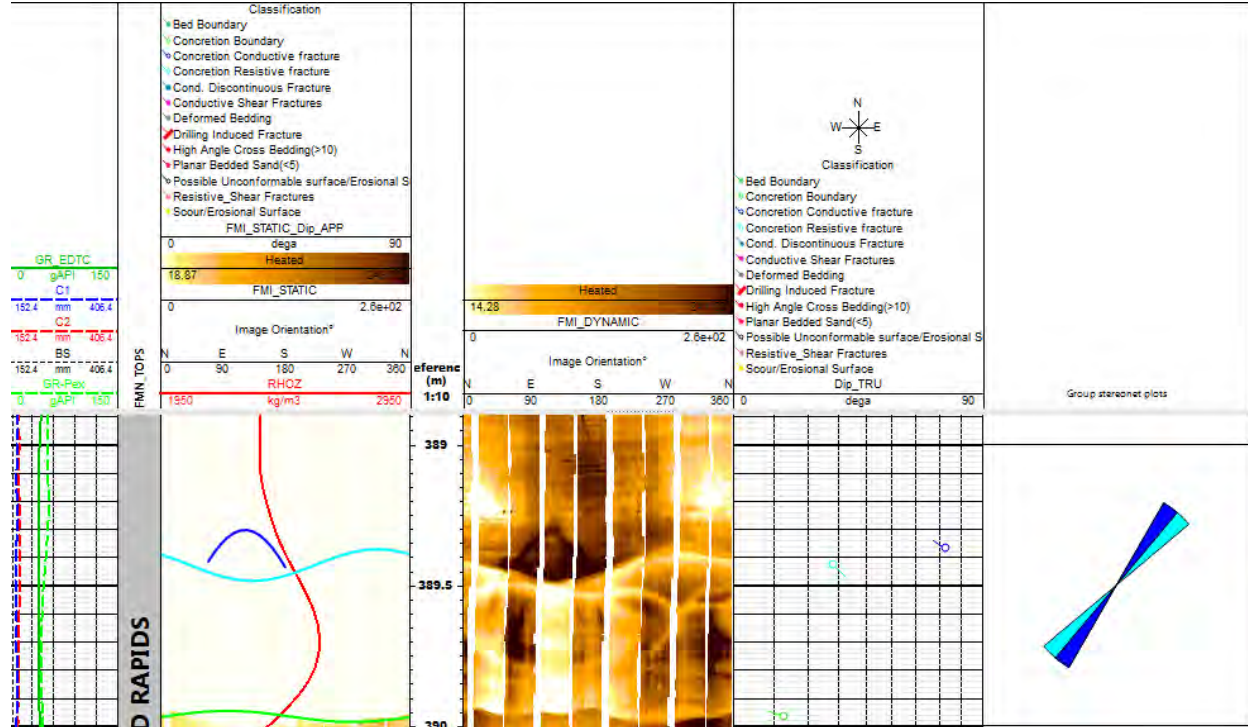 Classification
Bed Boundary
Concretion Boundary
Concretion Conductive fracture
Concretion Resistive fracture
Cond. Discontinuous Fracture
Conductive Shear Fractures
Deformed Bedding
Drilling Induced Fracture
High Angle Cross Bedding(>10)
Planar Bedded Sand(<5)
Possible Unconformable surface/Erosional S
Resistive_Shear Fractures
Scour/Erosional Surface
FMI_STATIC_Dip_APP
0 dega 90
Heated
18.87
FMI_STATIC
0 2.6e+02
Image Orientation°
N E S W N
0 90 180 270 360
RHOZ
1950 kg/m3 2950
GR_EDTC
0 gAPI 150
C1
152.4 mm 406.4
C2
152.4 mm 406.4
BS
152.4 mm 406.4
GR-Pex
0 gAPI 150
FMN_TOPS
eferenc
(m)
1:10
Heated
14.28
FMI_DYNAMIC
0 2.6e+02
Image Orientation°
N E S W N
0 90 180 270 360
N
W E
S
Classification
Bed Boundary
Concretion Boundary
Concretion Conductive fracture
Concretion Resistive fracture
Cond. Discontinuous Fracture
Conductive Shear Fractures
Deformed Bedding
Drilling Induced Fracture
High Angle Cross Bedding(>10)
Planar Bedded Sand(<5)
Possible Unconformable surface/Erosional S
Resistive_Shear Fractures
Scour/Erosional Surface
Dip_TRU
0 dega 90
Group stereonet plots
389
389.5
390
D RAPIDS